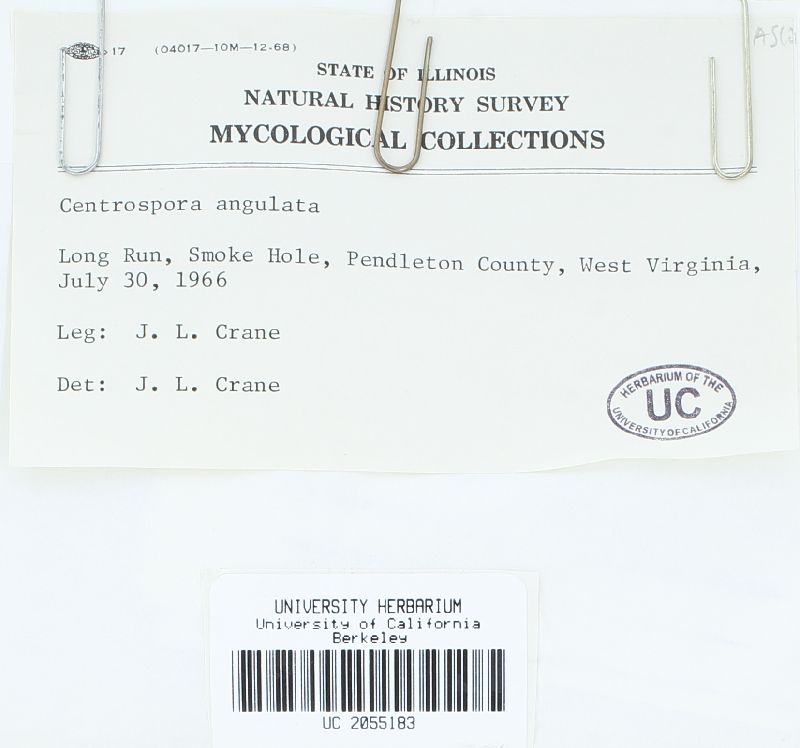 17 (04017—10M—12-68)
STATE OF ILLINOIS
NATURAL HISTORY SURVEY
MYCOLOGICAL COLLECTIONS
Centrospora angulata
Long Run, Smoke Hole, Pendleton County, West Virginia,
July 30, 1966
Leg: J. L. Crane
Det: J. L. Crane
HERBARIUM OF THE
UC
UNIVERSITY OF CALIFORNIA
UNIVERSITY HERBARIUM
University of California
Berkeley
UC 2055183